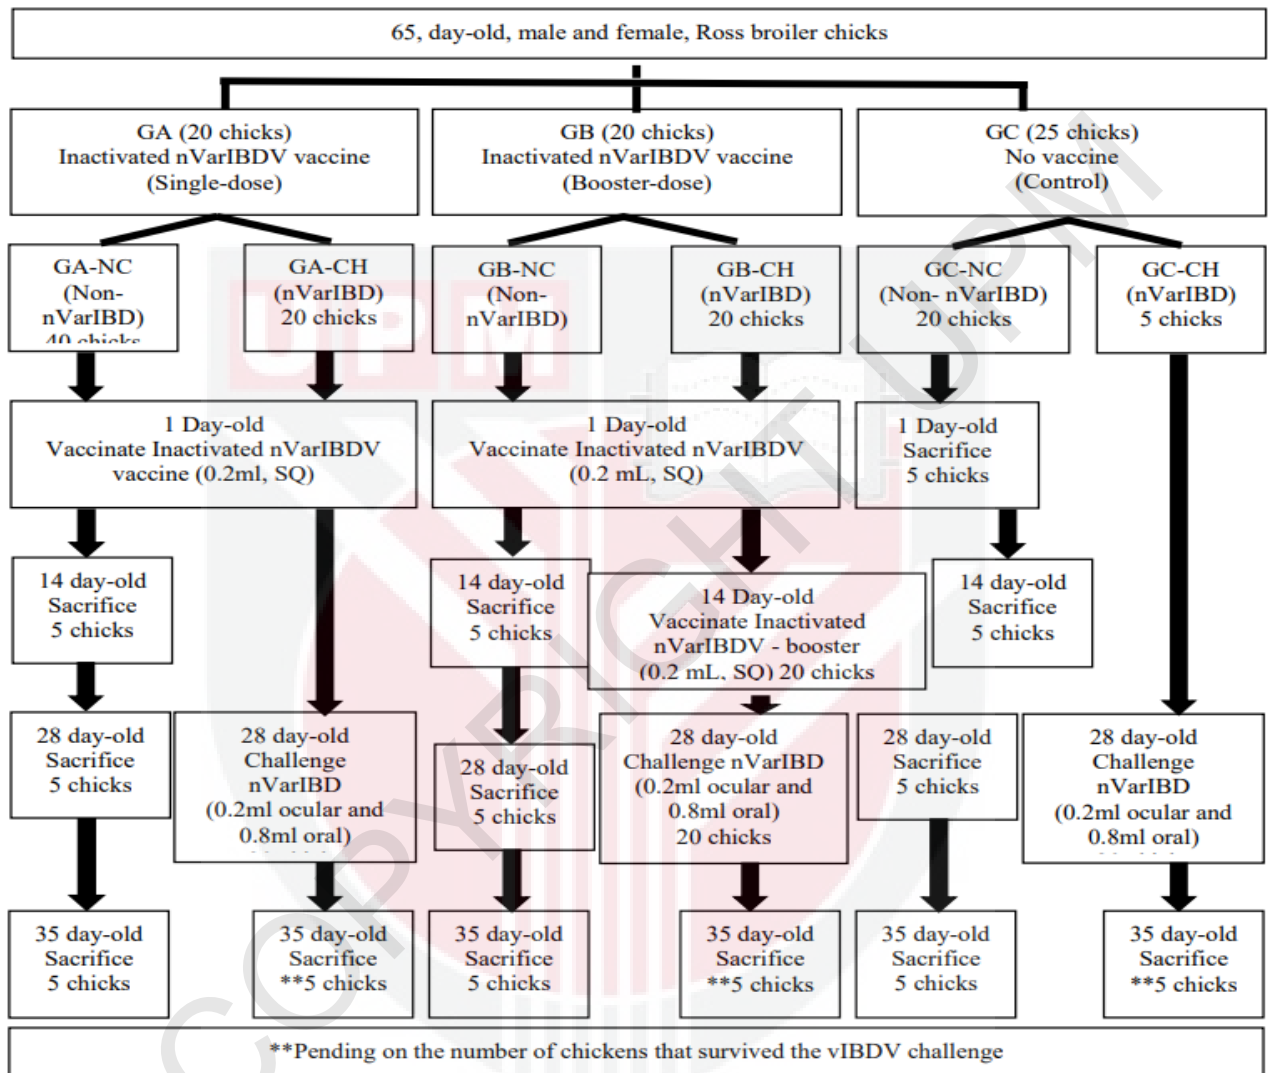 65, day-old, male and female, Ross broiler chicks
GA (20 chicks)
Inactivated nVarIBDV vaccine
(Single-dose)
GB (20 chicks)
Inactivated nVarIBDV vaccine
(Booster-dose)
GC (25 chicks)
No vaccine
(Control)
GA-NC
(Non-
nVarIBD)
40 chicks
GA-CH
(nVarIBD)
20 chicks
GB-NC
(Non-
nVarIBD)
GB-CH
(nVarIBD)
20 chicks
GC-NC
(Non- nVarIBD)
20 chicks
GC-CH
(nVarIBD)
5 chicks
1 Day-old
Vaccinate Inactivated nVarIBDV
vaccine (0.2ml, SQ)
1 Day-old
Vaccinate Inactivated nVarIBDV
(0.2 mL, SQ)
1 Day-old
Sacrifice
5 chicks
14 day-old
Sacrifice
5 chicks
14 day-old
Sacrifice
5 chicks
14 Day-old
Vaccinate Inactivated
nVarIBDV - booster
(0.2 mL, SQ) 20 chicks
14 day-old
Sacrifice
5 chicks
28 day-old
Sacrifice
5 chicks
28 day-old
Challenge
nVarIBD
(0.2ml ocular and
0.8ml oral)
28 day-old
Sacrifice
5 chicks
28 day-old
Challenge nVarIBD
(0.2ml ocular and
0.8ml oral)
20 chicks
28 day-old
Sacrifice
5 chicks
28 day-old
Challenge
nVarIBD
(0.2ml ocular and
0.8ml oral)
35 day-old
Sacrifice
5 chicks
35 day-old
Sacrifice
**5 chicks
35 day-old
Sacrifice
5 chicks
35 day-old
Sacrifice
**5 chicks
35 day-old
Sacrifice
5 chicks
35 day-old
Sacrifice
**5 chicks
**Pending on the number of chickens that survived the vIBDV challenge
UPM
COPYRIGHT UPM